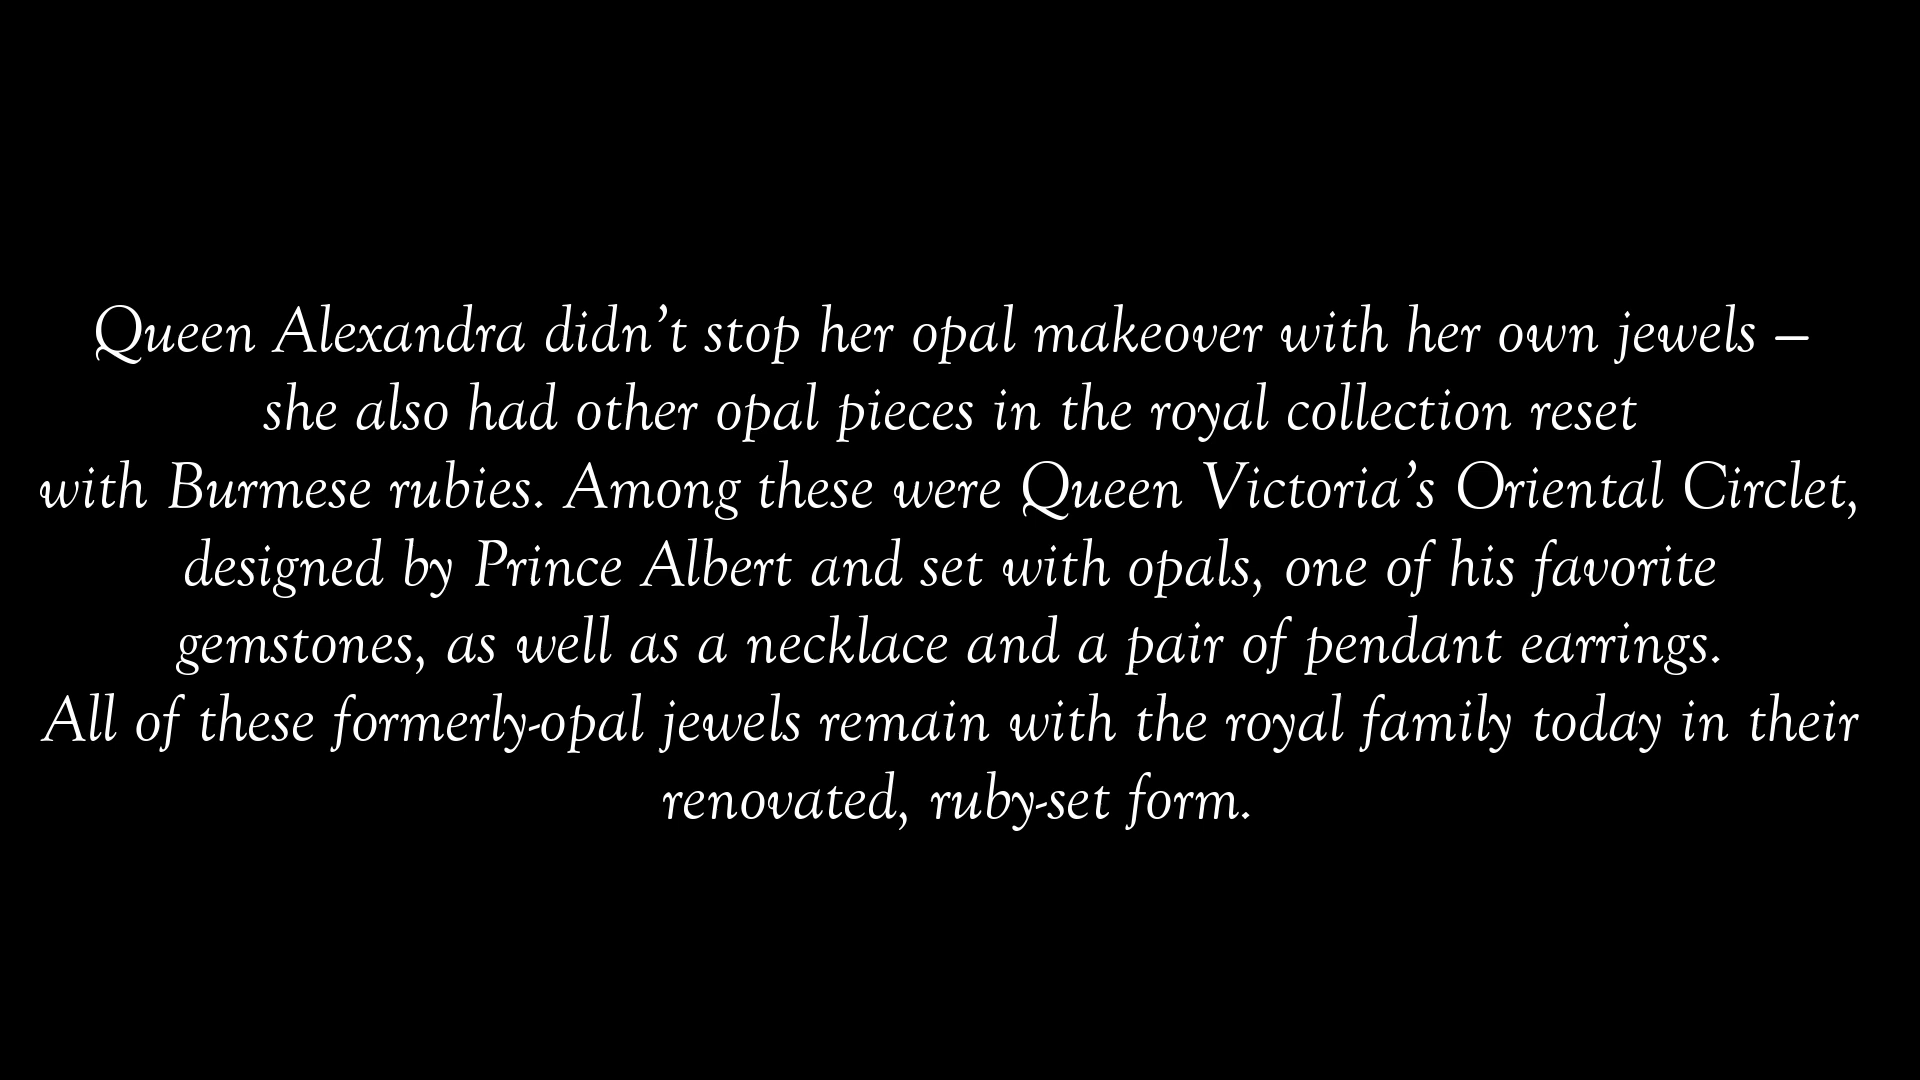 Queen Alexandra didn’t stop her opal makeover with her own jewels –
she also had other opal pieces in the royal collection reset
with Burmese rubies. Among these were Queen Victoria’s Oriental Circlet,
designed by Prince Albert and set with opals, one of his favorite
gemstones, as well as a necklace and a pair of pendant earrings.
All of these formerly-opal jewels remain with the royal family today in their
renovated, ruby-set form.